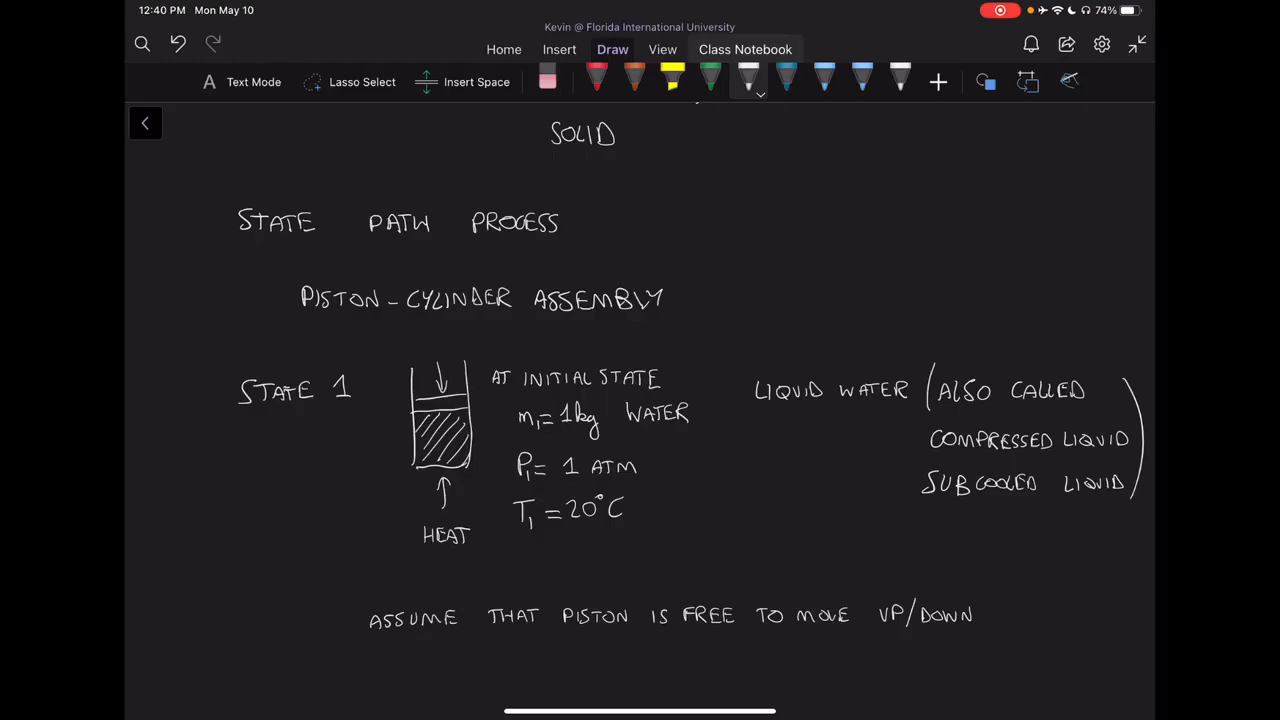 12:40 PM Mon May 10
74%
Kevin @ Florida International University
Home Insert Draw View Class Notebook
Text Mode Lasso Select Insert Space
SOLID
STATE PATH PROCESS
PISTON-CYLINDER ASSEMBLY
STATE 1
AT INITIAL STATE
m₁=1kg WATER
P₁= 1 ATM
T₁=20°C
HEAT
LIQUID WATER (ALSO CALLED
COMPRESSED LIQUID
SUBCOOLED LIQUID)
ASSUME THAT PISTON IS FREE TO MOVE UP/DOWN